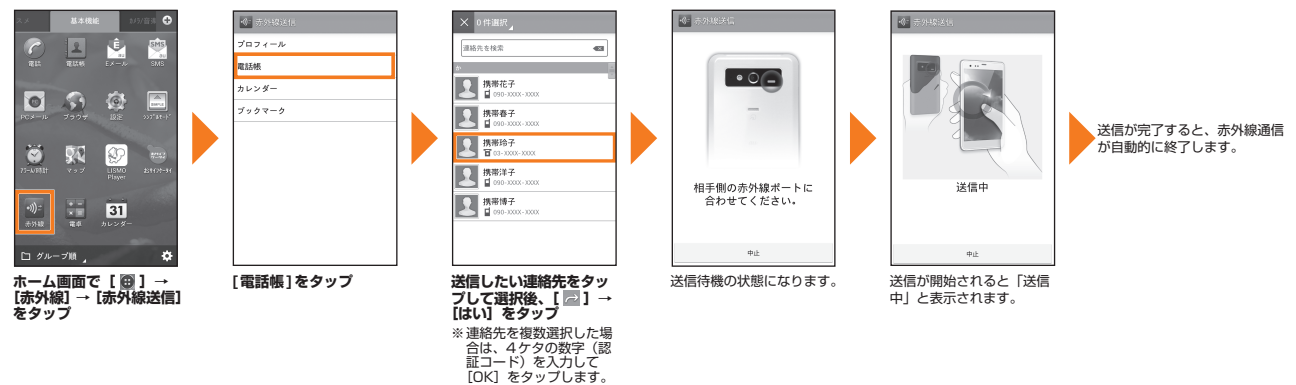 基本機能
電話
電話帳
Eメール
SMS
PCメール
ブラウザ
設定
マップ
LISMO
Player
赤外線
電卓
31
カレンダー
グループ順
ホーム画面で [ ] →
[赤外線] → [赤外線送信]
をタップ
赤外線送信
プロフィール
電話帳
カレンダー
ブックマーク
[電話帳]をタップ
0 件選択
連絡先を検索
か
携帯花子
090-XXXX-XXXX
携帯春子
090-XXXX-XXXX
携帯玲子
03-XXXX-XXXX
携帯洋子
090-XXXX-XXXX
携帯博子
090-XXXX-XXXX
送信したい連絡先をタッ
プして選択後、[ ] →
[はい] をタップ
※連絡先を複数選択した場
合は、4ケタの数字（認
証コード）を入力して
[OK] をタップします。
赤外線送信
相手側の赤外線ポートに
合わせてください。
中止
送信待機の状態になります。
赤外線送信
送信中
中止
送信が開始されると「送信
中」と表示されます。
送信が完了すると、赤外線通信
が自動的に終了します。